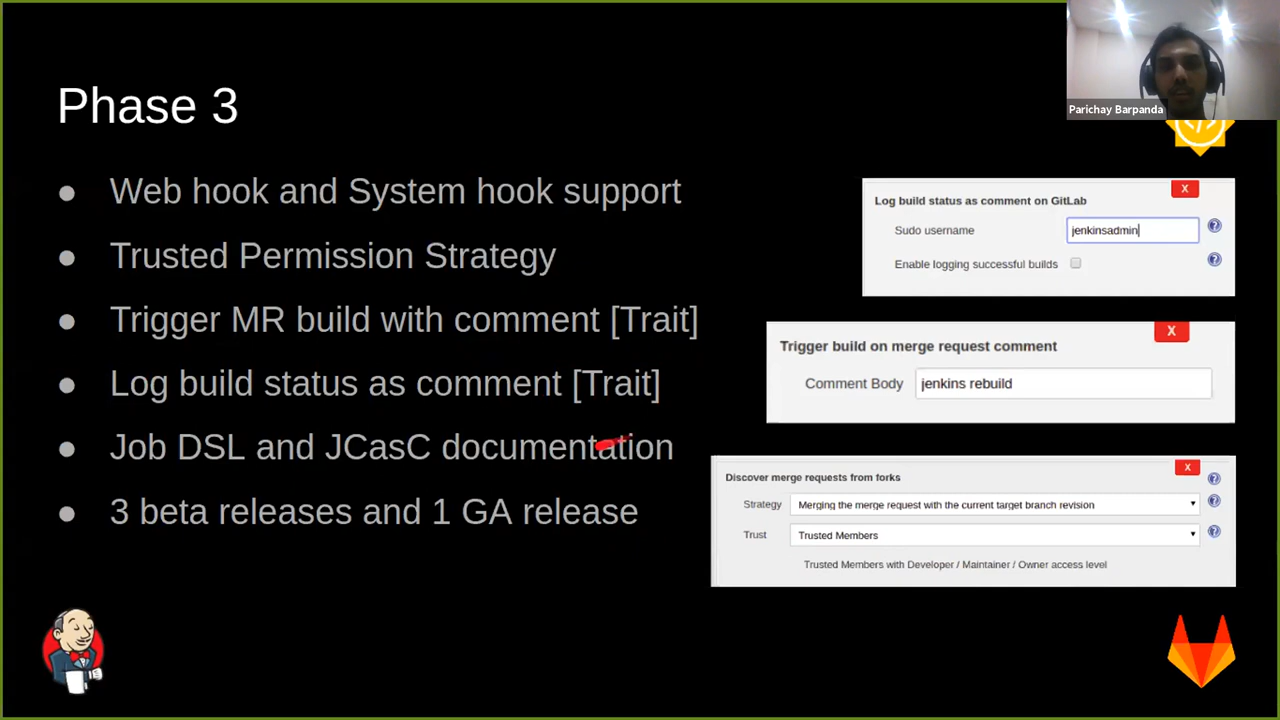 Phase 3
Web hook and System hook support
Trusted Permission Strategy
Trigger MR build with comment [Trait]
Log build status as comment [Trait]
Job DSL and JCasC documentation
3 beta releases and 1 GA release
Parichay Barpanda
</>
X
Log build status as comment on GitLab
Sudo username jenkinsadmin
?
Enable logging successful builds
?
X
Trigger build on merge request comment
Comment Body jenkins rebuild
X
Discover merge requests from forks
?
Strategy Merging the merge request with the current target branch revision
?
Trust Trusted Members
?
Trusted Members with Developer / Maintainer / Owner access level